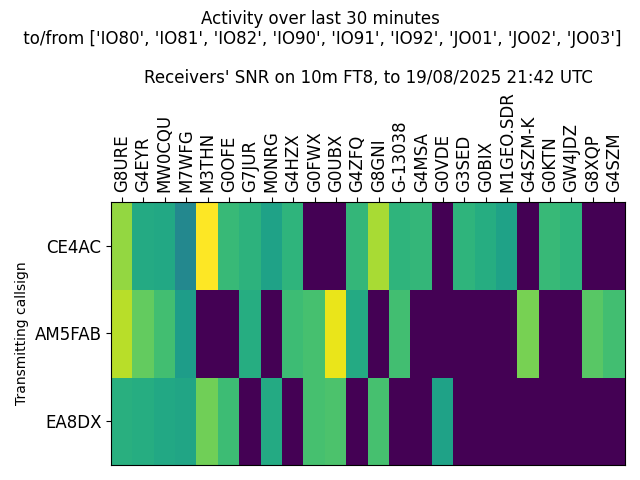 Activity over last 30 minutes
to/from ['IO80', 'IO81', 'IO82', 'IO90', 'IO91', 'IO92', 'JO01', 'JO02', 'JO03']
Receivers' SNR on 10m FT8, to 19/08/2025 21:42 UTC
G8URE
G4EYR
MW0CQU
M7WFG
M3THN
G0OFE
G7JUR
M0NRG
G4HZX
G0FWX
G0UBX
G4ZFQ
G8GNI
G-13038
G4MSA
G0VDE
G3SED
G0BIX
M1GEO.SDR
G4SZM-K
G0KTN
GW4JDZ
G8XQP
G4SZM
Transmitting callsign
CE4AC
AM5FAB
EA8DX